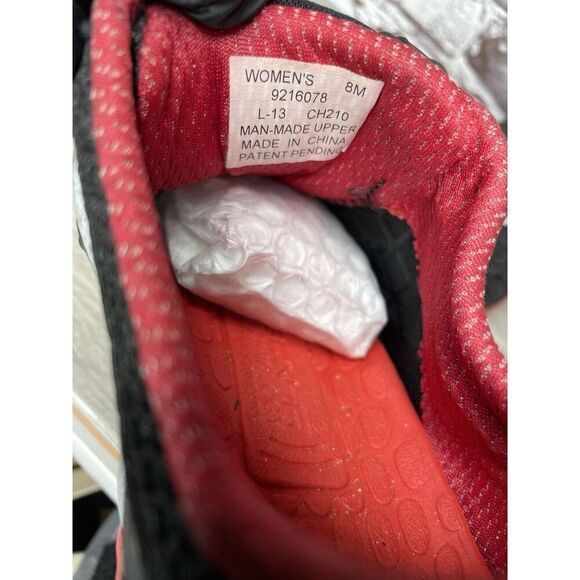 WOMEN'S 8M
9216078
L-13 CH210
MAN-MADE UPPER
MADE IN CHINA
PATENT PENDING